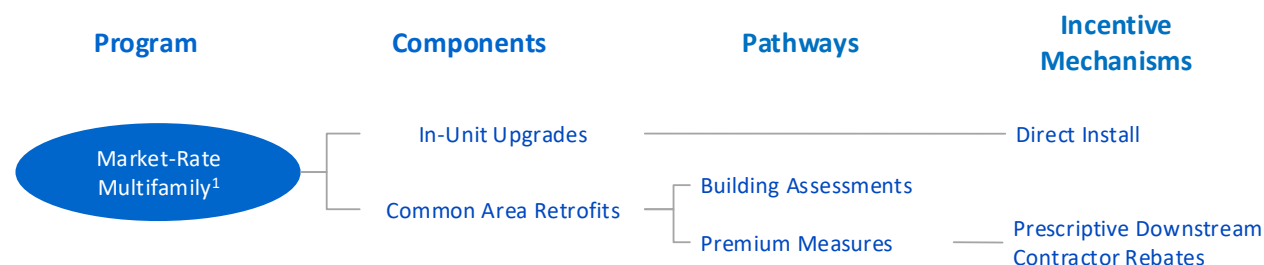 Program
Components
Pathways
Incentive
Mechanisms
Market-Rate
Multifamily¹
In-Unit Upgrades
Direct Install
Common Area Retrofits
Building Assessments
Premium Measures
Prescriptive Downstream
Contractor Rebates